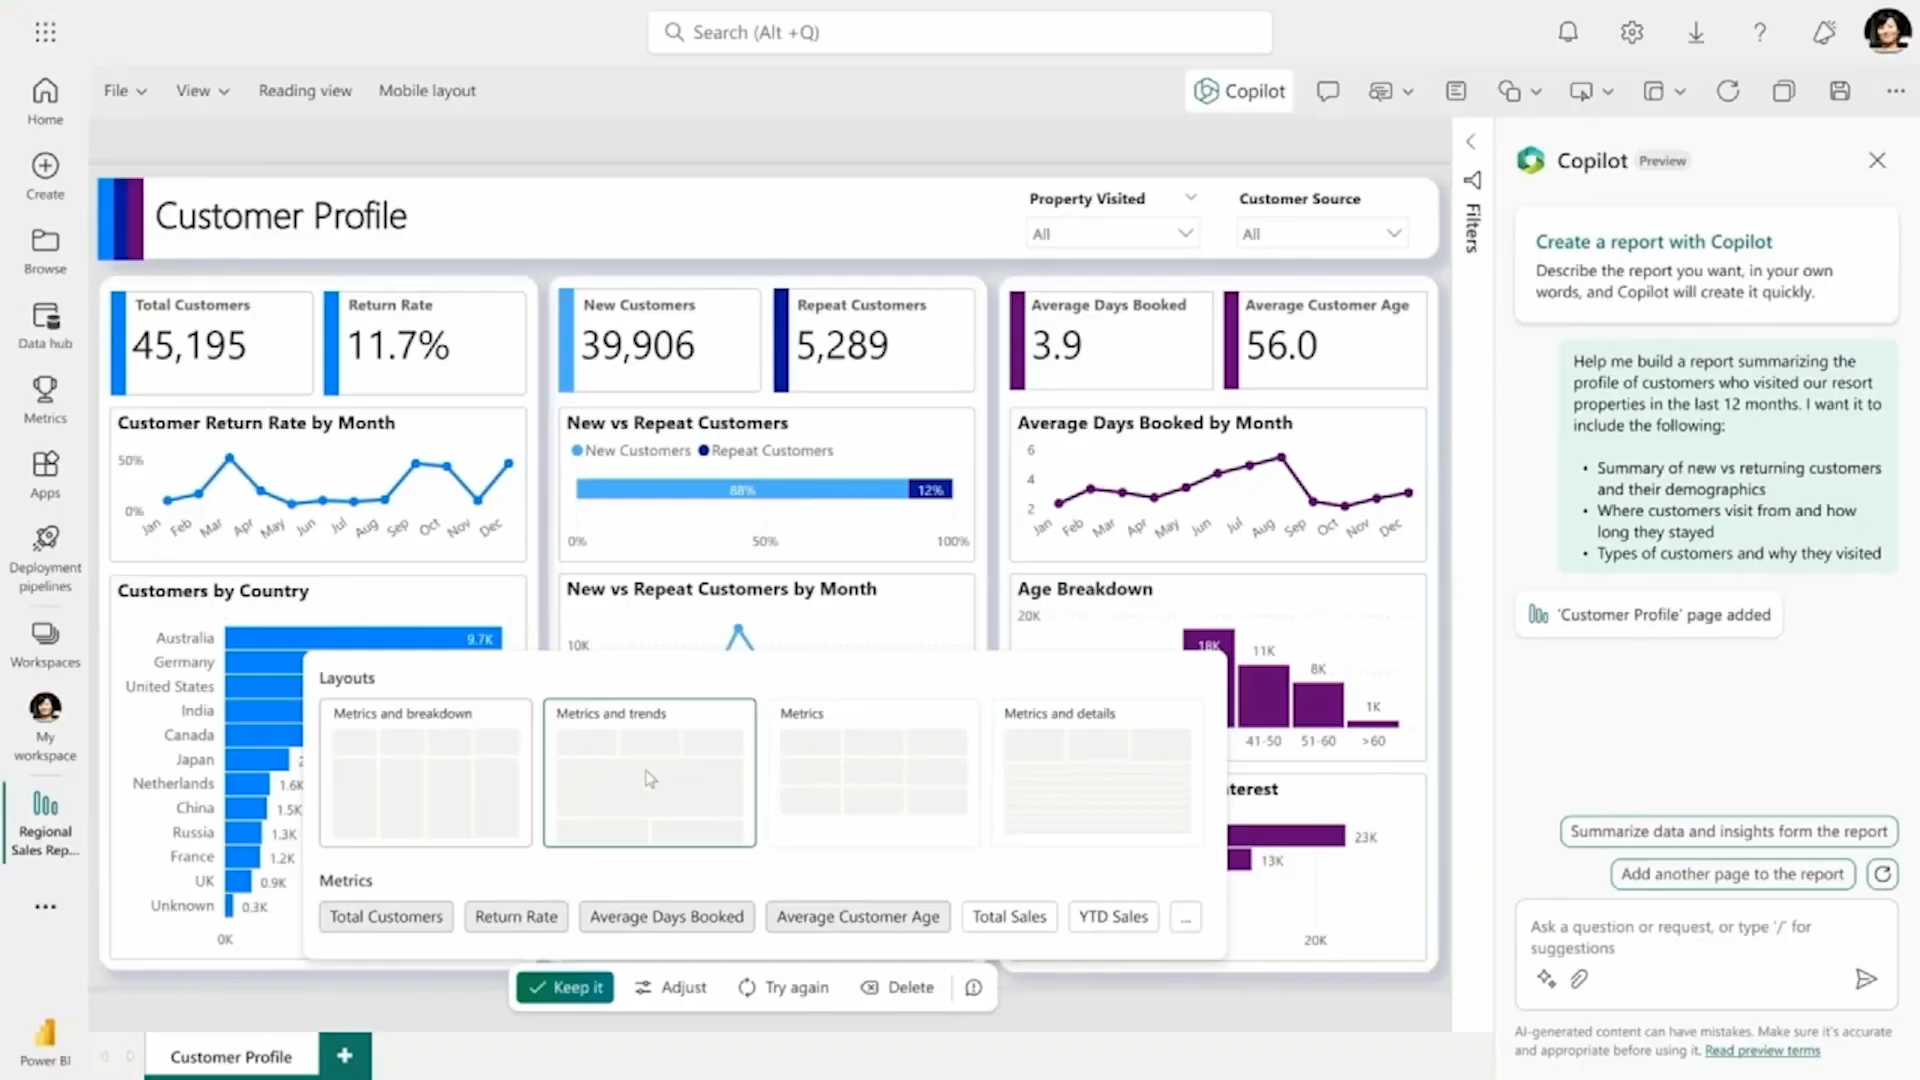 Search (Alt +Q)
File
View
Reading view
Mobile layout
Copilot
Home
Create
Browse
Data hub
Metrics
Apps
Deployment
pipelines
Workspaces
My
workspace
Regional
Sales Rep...
Power BI
Customer Profile
Property Visited
All
Customer Source
All
Filters
Total Customers
45,195
Return Rate
11.7%
New Customers
39,906
Repeat Customers
5,289
Average Days Booked
3.9
Average Customer Age
56.0
Customer Return Rate by Month
50%
0%
Jan Feb Mar Apr May Jun Jul Aug Sep Oct Nov Dec
New vs Repeat Customers
New Customers Repeat Customers
88% 12%
0% 50% 100%
Average Days Booked by Month
6
4
2
Jan Feb Mar Apr May Jun Jul Aug Sep Oct Nov Dec
Customers by Country
Australia 9.7K
Germany
United States
India
Canada
Japan
Netherlands 1.6K
China 1.5K
Russia 1.3K
France 1.2K
UK 0.9K
Unknown 0.3K
0K
New vs Repeat Customers by Month
10K
Age Breakdown
20K
18K 11K 8K 1K
41-50 51-60 >60
terest
23K
13K
20K
Layouts
Metrics and breakdown
Metrics and trends
Metrics
Metrics and details
Metrics
Total Customers
Return Rate
Average Days Booked
Average Customer Age
Total Sales
YTD Sales
...
Keep it
Adjust
Try again
Delete
Customer Profile
Copilot Preview
Create a report with Copilot
Describe the report you want, in your own
words, and Copilot will create it quickly.
Help me build a report summarizing the
profile of customers who visited our resort
properties in the last 12 months. I want it to
include the following:
• Summary of new vs returning customers
and their demographics
• Where customers visit from and how
long they stayed
• Types of customers and why they visited
'Customer Profile' page added
Summarize data and insights form the report
Add another page to the report
Ask a question or request, or type '/' for
suggestions
AI-generated content can have mistakes. Make sure it's accurate
and appropriate before using it. Read preview terms